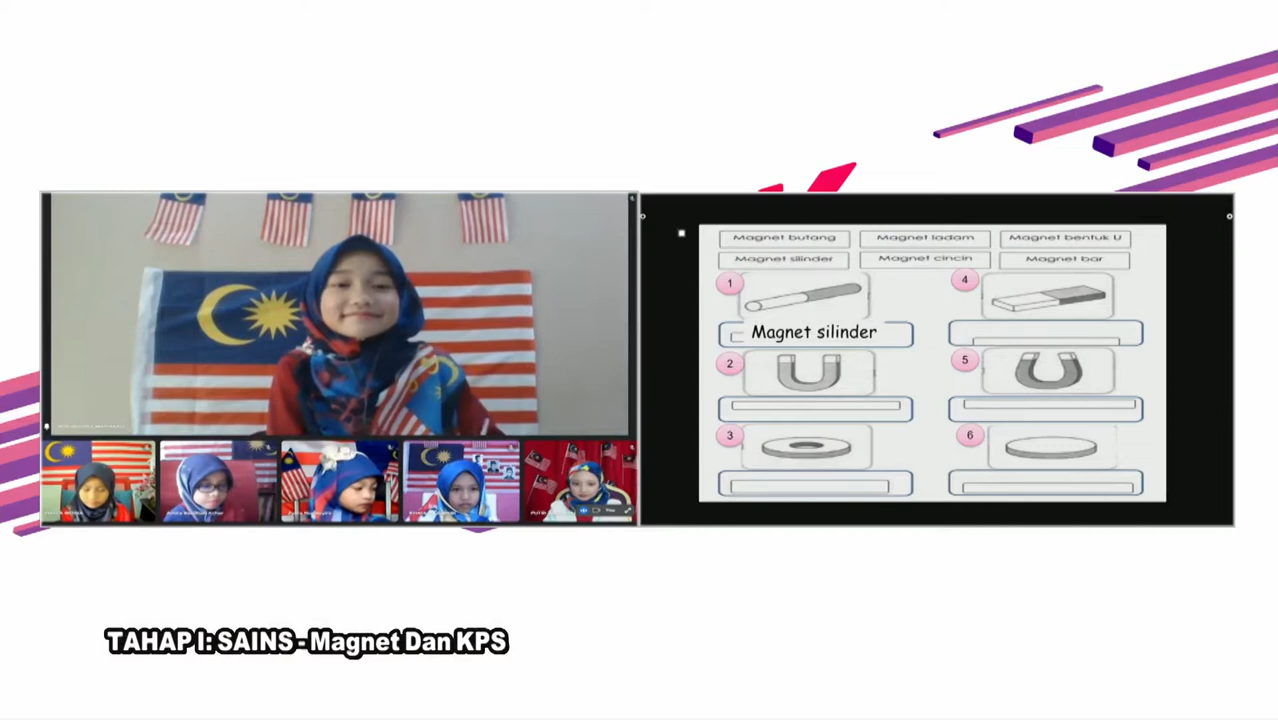 Magnet butang
Magnet ladam
Magnet bentuk U
Magnet silinder
Magnet cincin
Magnet bar
1
4
Magnet silinder
2
5
3
6
You
TAHAP I: SAINS - Magnet Dan KPS